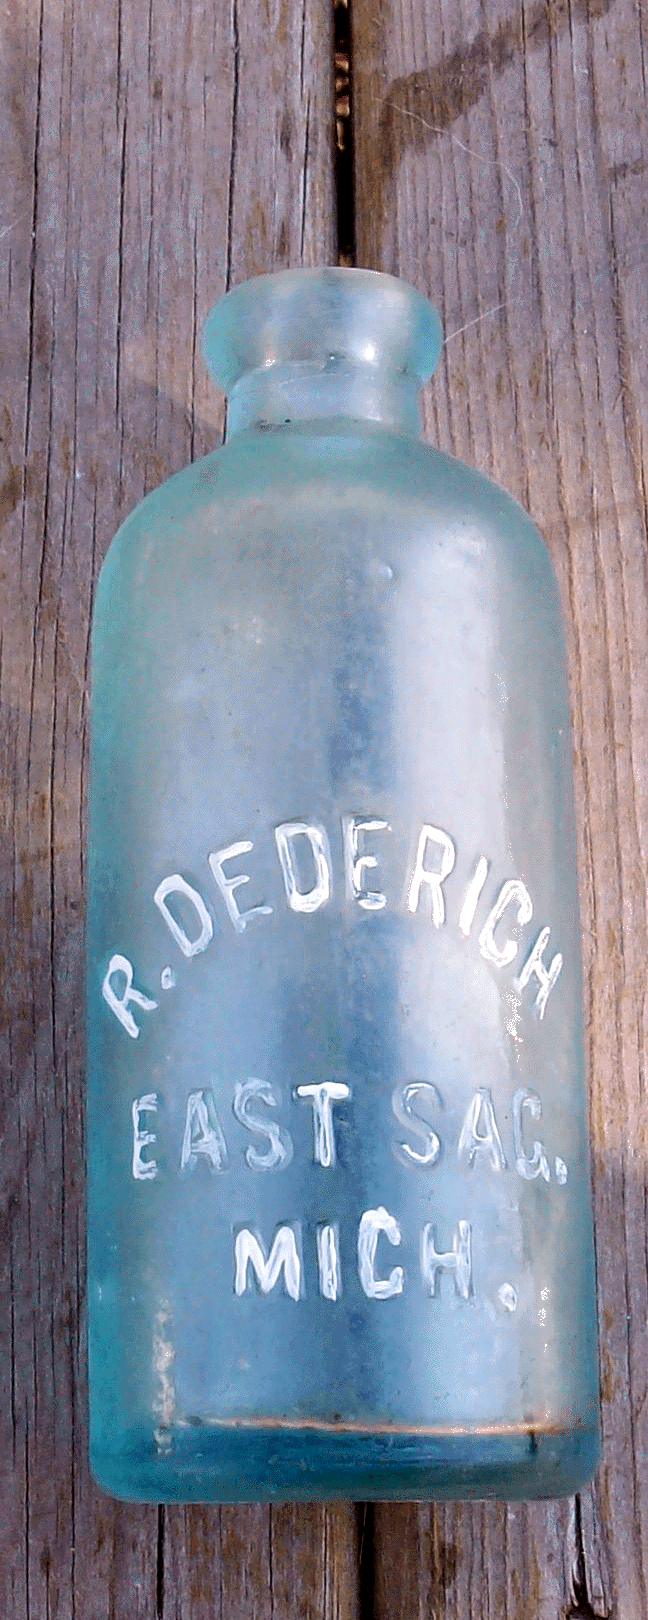 R. DEDERICH
EAST SAG.
MICH.